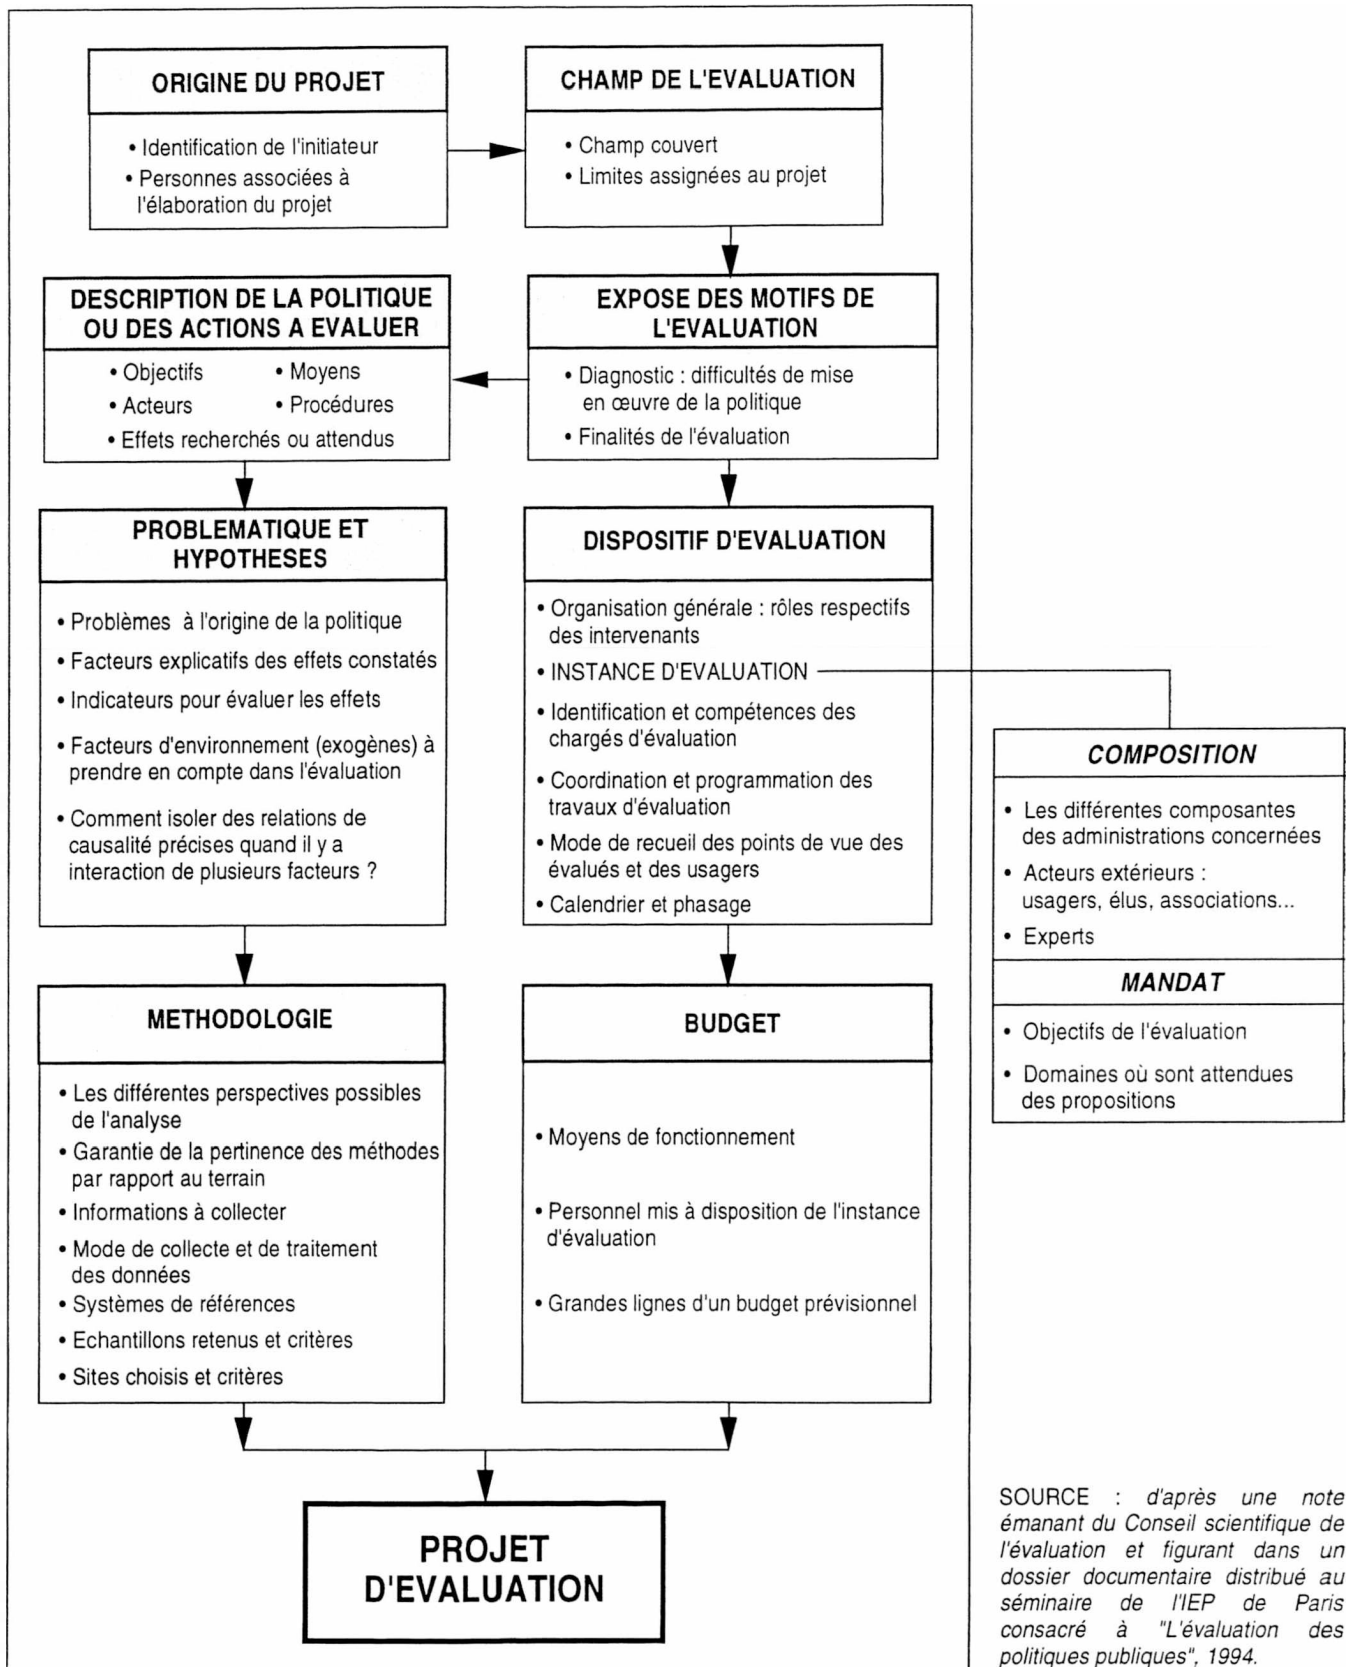 ORIGINE DU PROJET
• Identification de l'initiateur
• Personnes associées à
l'élaboration du projet
CHAMP DE L'EVALUATION
• Champ couvert
• Limites assignées au projet
EXPOSE DES MOTIFS DE
L'EVALUATION
• Diagnostic : difficultés de mise
en œuvre de la politique
• Finalités de l'évaluation
DESCRIPTION DE LA POLITIQUE
OU DES ACTIONS A EVALUER
• Objectifs • Moyens
• Acteurs • Procédures
• Effets recherchés ou attendus
PROBLEMATIQUE ET
HYPOTHESES
• Problèmes à l'origine de la politique
• Facteurs explicatifs des effets constatés
• Indicateurs pour évaluer les effets
• Facteurs d'environnement (exogènes) à
prendre en compte dans l'évaluation
• Comment isoler des relations de
causalité précises quand il y a
interaction de plusieurs facteurs ?
DISPOSITIF D'EVALUATION
• Organisation générale : rôles respectifs
des intervenants
• INSTANCE D'EVALUATION
• Identification et compétences des
chargés d'évaluation
• Coordination et programmation des
travaux d'évaluation
• Mode de recueil des points de vue des
évalués et des usagers
• Calendrier et phasage
COMPOSITION
• Les différentes composantes
des administrations concernées
• Acteurs extérieurs :
usagers, élus, associations...
• Experts
MANDAT
• Objectifs de l'évaluation
• Domaines où sont attendues
des propositions
METHODOLOGIE
• Les différentes perspectives possibles
de l'analyse
• Garantie de la pertinence des méthodes
par rapport au terrain
• Informations à collecter
• Mode de collecte et de traitement
des données
• Systèmes de références
• Echantillons retenus et critères
• Sites choisis et critères
BUDGET
• Moyens de fonctionnement
• Personnel mis à disposition de l'instance
d'évaluation
• Grandes lignes d'un budget prévisionnel
PROJET
D'EVALUATION
SOURCE : d'après une note
émanant du Conseil scientifique de
l'évaluation et figurant dans un
dossier documentaire distribué au
séminaire de l'IEP de Paris
consacré à "L'évaluation des
politiques publiques", 1994.